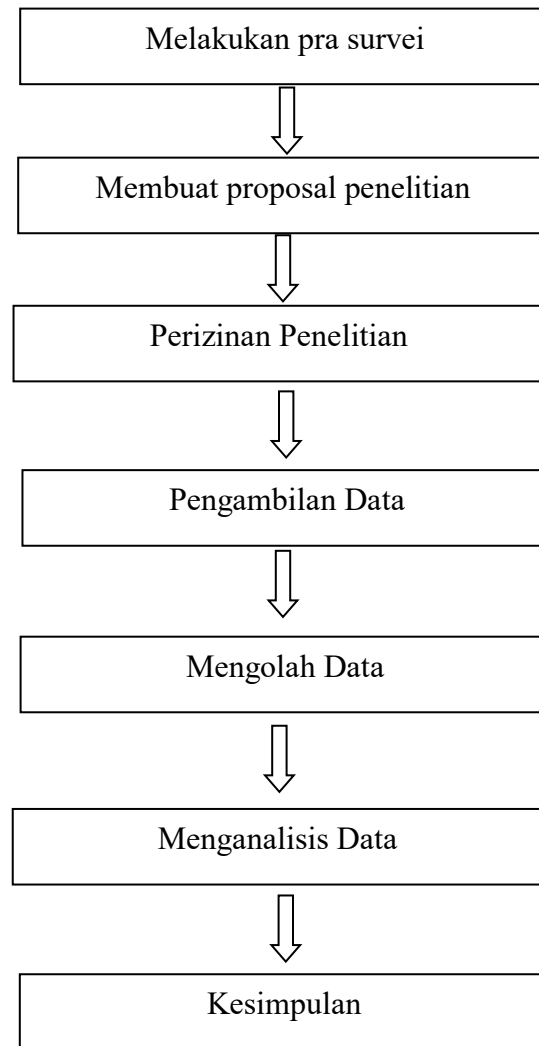 Melakukan pra survei
Membuat proposal penelitian
Perizinan Penelitian
Pengambilan Data
Mengolah Data
Menganalisis Data
Kesimpulan